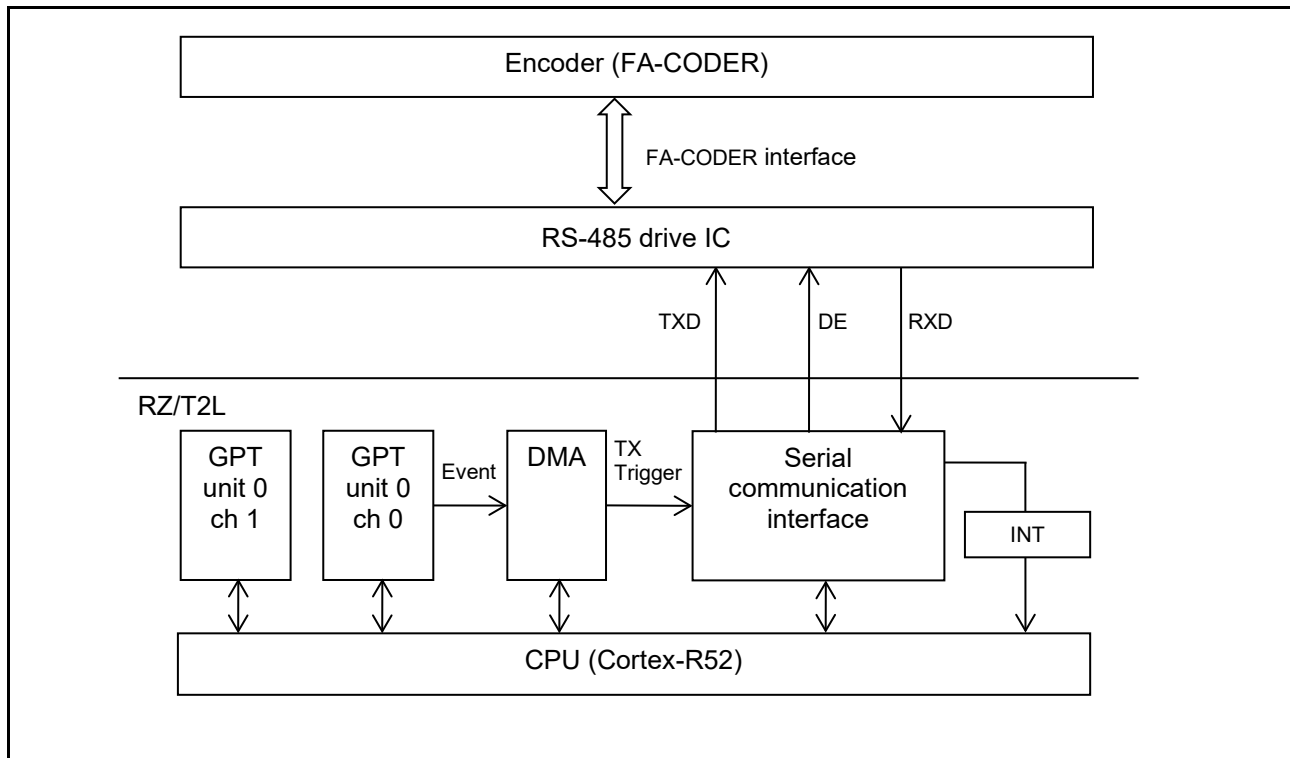 Encoder (FA-CODER)
FA-CODER interface
RS-485 drive IC
TXD
DE
RXD
RZ/T2L
GPT
unit 0
ch 1
GPT
unit 0
ch 0
Event
DMA
TX
Trigger
Serial
communication
interface
INT
CPU (Cortex-R52)